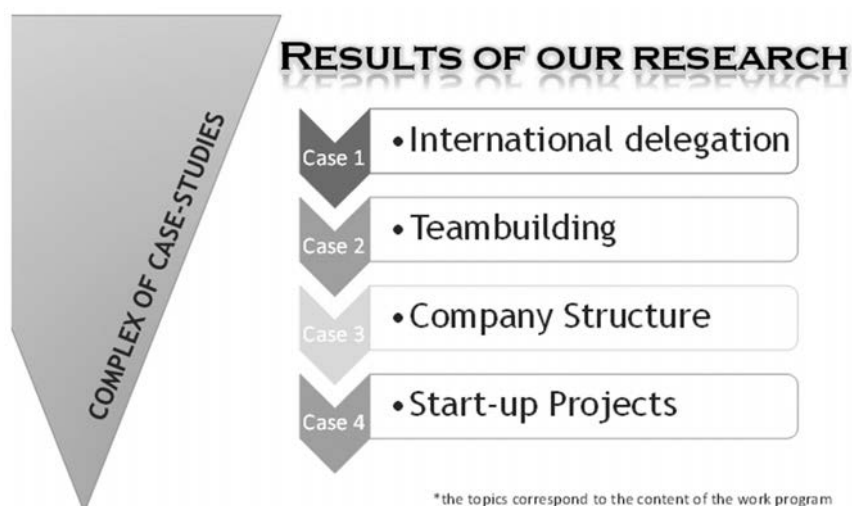 RESULTS OF OUR RESEARCH
COMPLEX OF CASE-STUDIES
Case 1
• International delegation
Case 2
• Teambuilding
Case 3
• Company Structure
Case 4
• Start-up Projects
*the topics correspond to the content of the work program